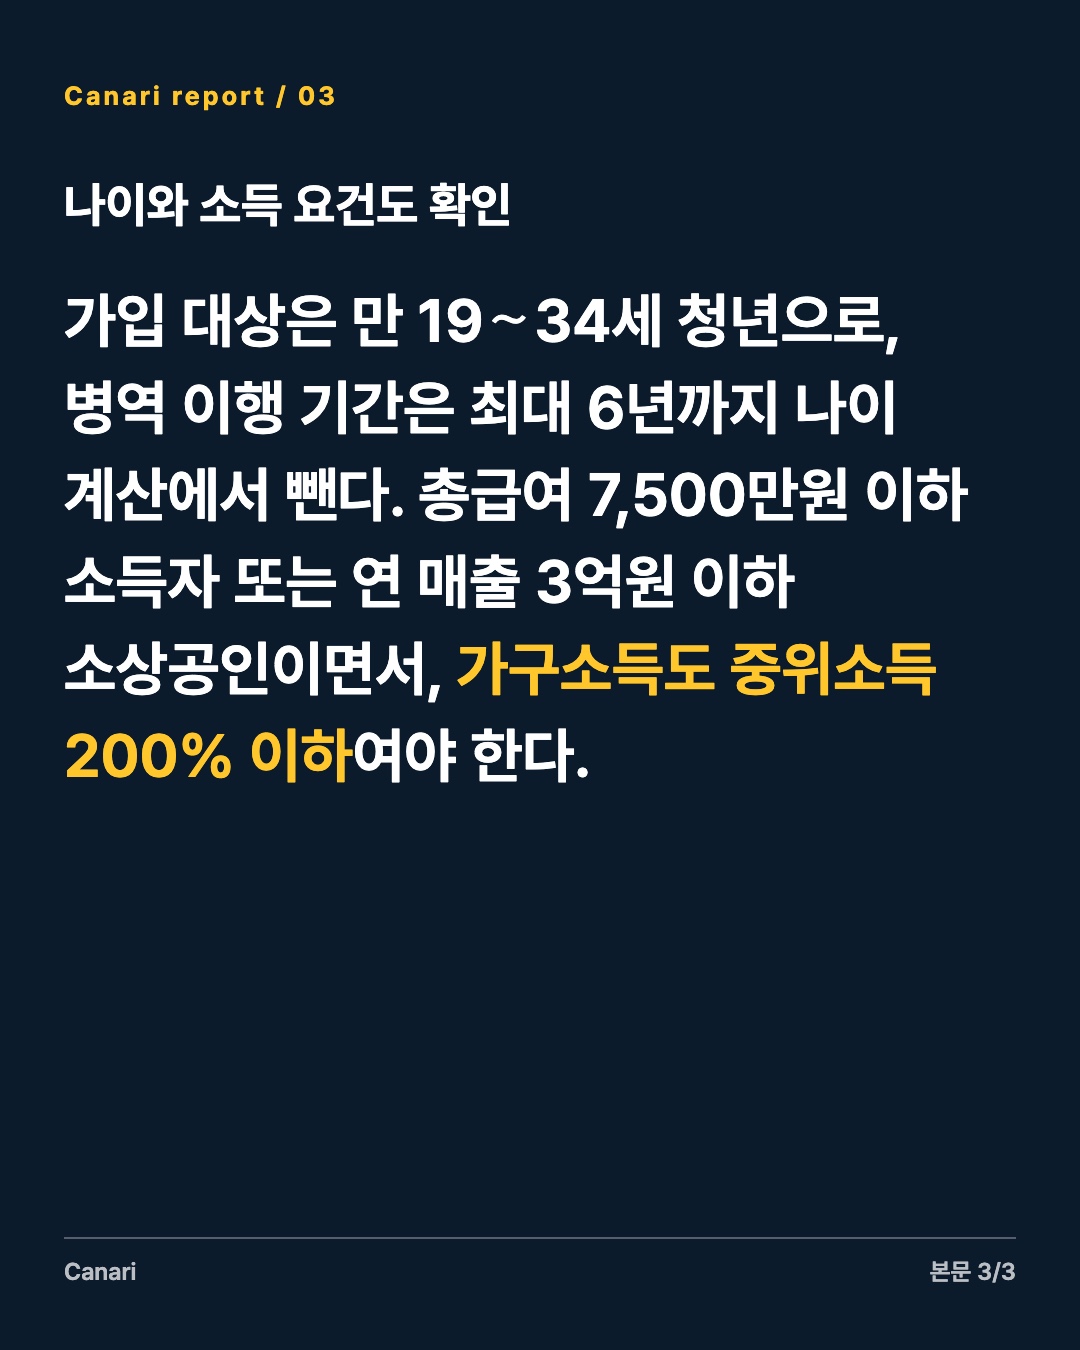 Canari report / 03
나이와 소득 요건도 확인
가입 대상은 만 19~34세 청년으로,
병역 이행 기간은 최대 6년까지 나이
계산에서 뺀다. 총급여 7,500만원 이하
소득자 또는 연 매출 3억원 이하
소상공인이면서, 가구소득도 중위소득
200% 이하여야 한다.
Canari
본문 3/3